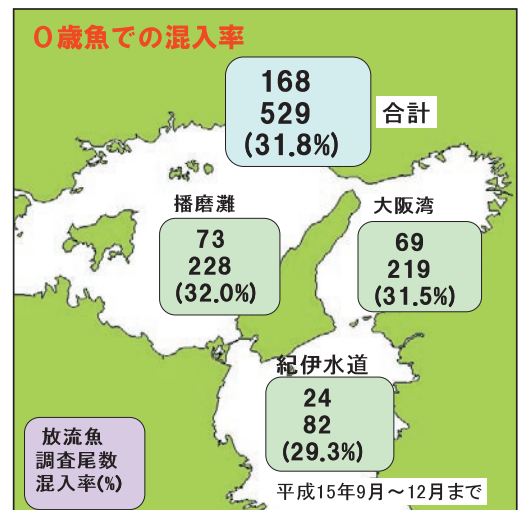 ０歳魚での混入率
168
529
(31.8%)
合計
播磨灘
73
228
(32.0%)
大阪湾
69
219
(31.5%)
紀伊水道
24
82
(29.3%)
放流魚
調査尾数
混入率(%)
平成15年9月～12月まで